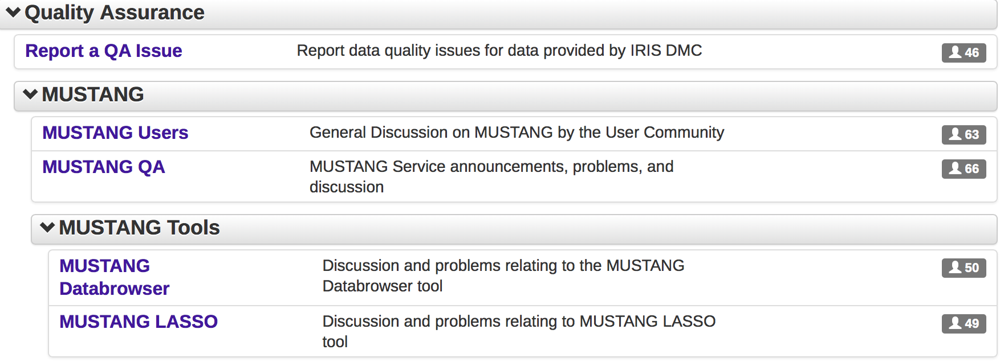 Quality Assurance
Report a QA Issue Report data quality issues for data provided by IRIS DMC 46
MUSTANG
MUSTANG Users General Discussion on MUSTANG by the User Community 63
MUSTANG QA MUSTANG Service announcements, problems, and 66
discussion
MUSTANG Tools
MUSTANG Discussion and problems relating to the MUSTANG 50
Databrowser Databrowser tool
MUSTANG LASSO Discussion and problems relating to MUSTANG LASSO 49
tool